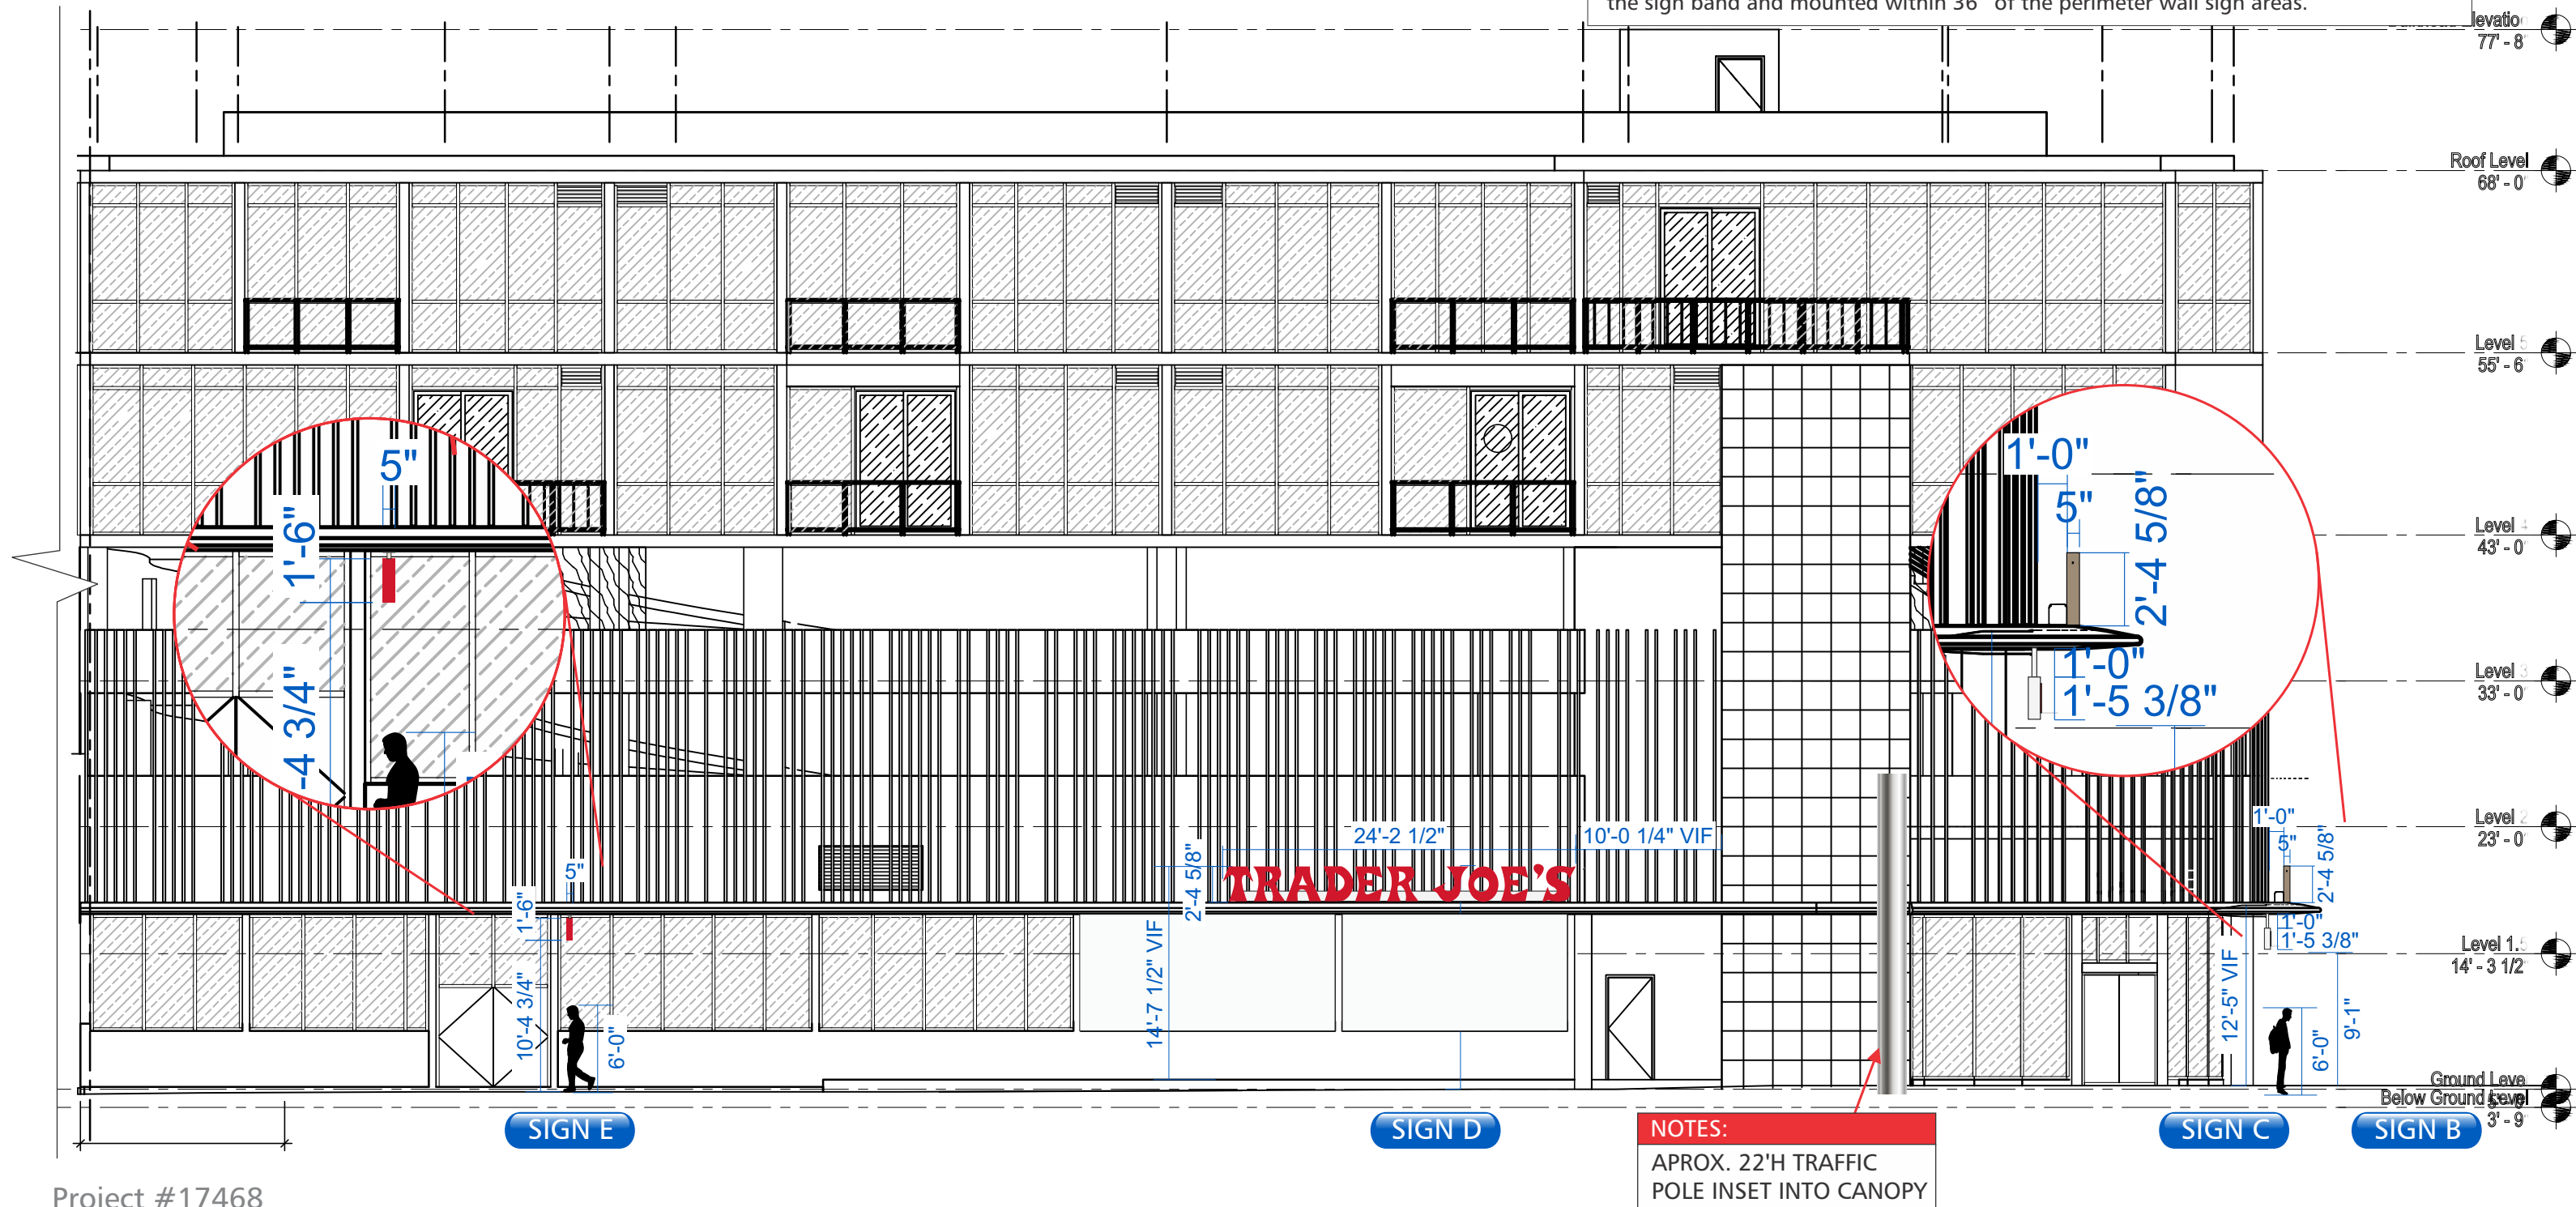 the sign band and mounted within 36" of the perimeter wall sign areas.
77' - 8
Roof Level
68' - 0
Level
55' - 6
Level
43' - 0
Level
33' - 0
Level
23' - 0
Level 1.
14' - 3 1/2
Ground Leve
Below Ground Level
3' - 9
5"
1'-6"
-4 3/4"
1'-0"
5"
2'-4 5/8"
1'-0"
1'-5 3/8"
5"
1'-6"
10'-4 3/4"
6'-0"
24'-2 1/2"
10'-0 1/4" VIF
2'-4 5/8"
14'-7 1/2" VIF
TRADER JOE'S
1'-0"
5"
2'-4 5/8"
1'-0"
1'-5 3/8"
12'-5" VIF
6'-0"
9'-1"
SIGN E
SIGN D
SIGN C
SIGN B
NOTES:
APROX. 22'H TRAFFIC
POLE INSET INTO CANOPY
Project #17468